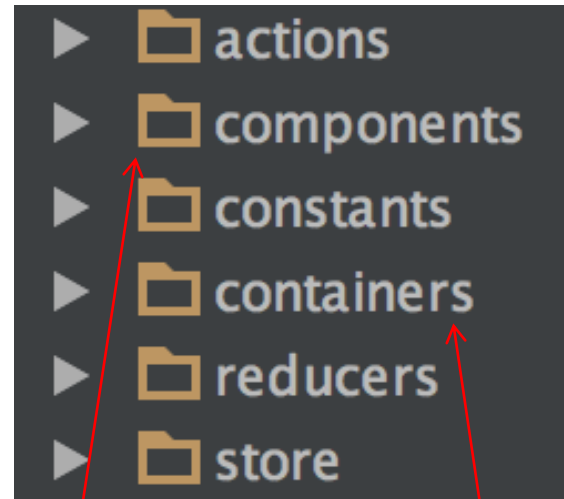 actions
components
constants
containers
reducers
store